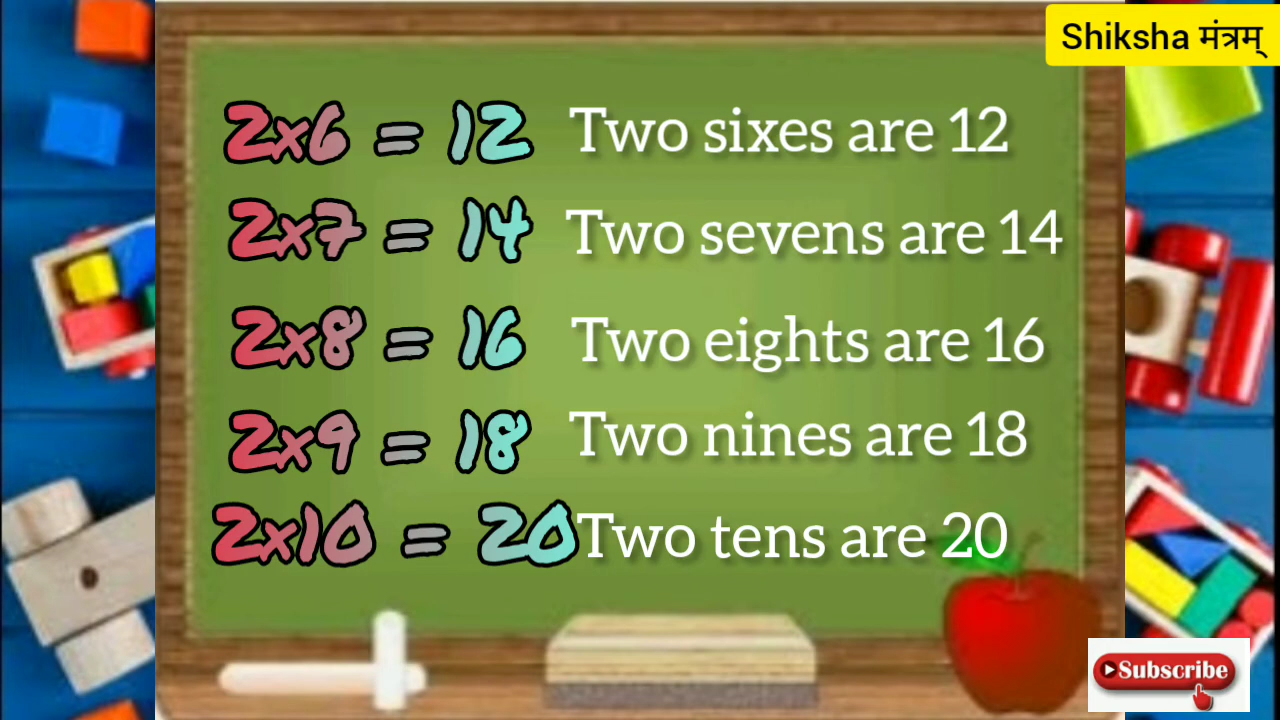 Shiksha मंत्रम्
2x6 = 12 Two sixes are 12
2x7 = 14 Two sevens are 14
2x8 = 16 Two eights are 16
2x9 = 18 Two nines are 18
2x10 = 20 Two tens are 20
Subscribe